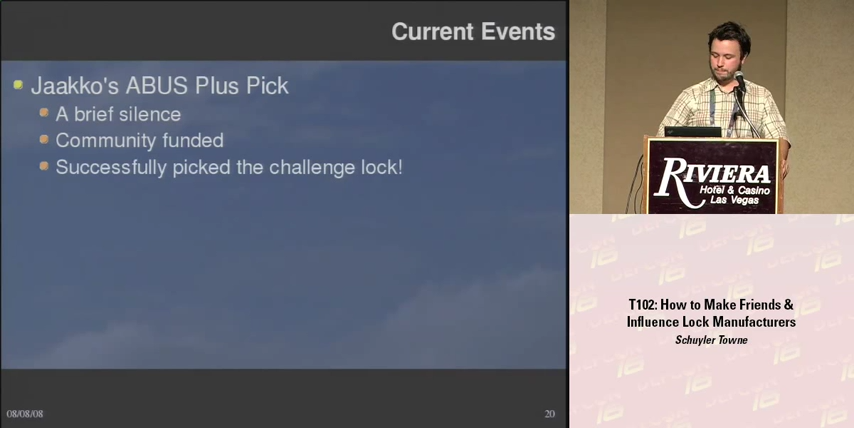 Current Events
Jaakko's ABUS Plus Pick
A brief silence
Community funded
Successfully picked the challenge lock!
08/08/08
20
RIVIERA
Hotel & Casino
Las Vegas
T102: How to Make Friends &
Influence Lock Manufacturers
Schuyler Towne